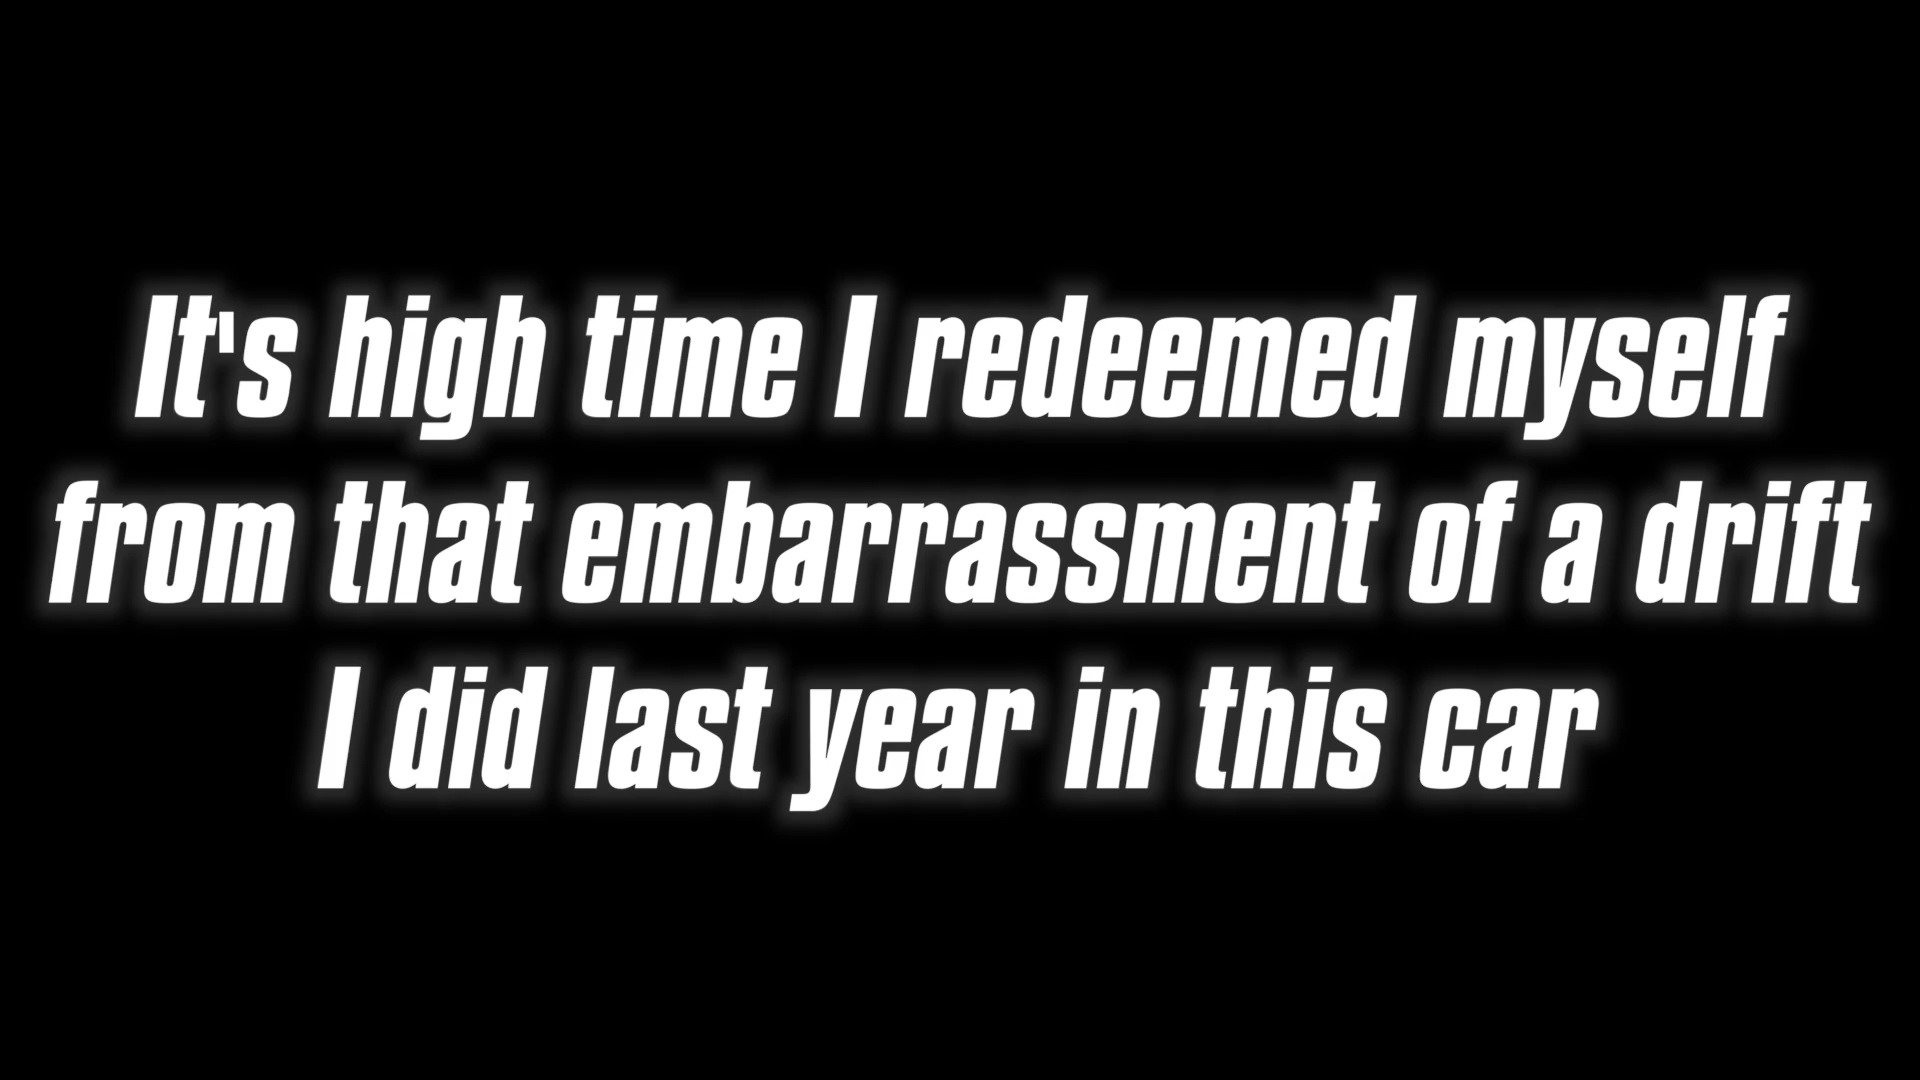 It's high time I redeemed myself
from that embarrassment of a drift
I did last year in this car